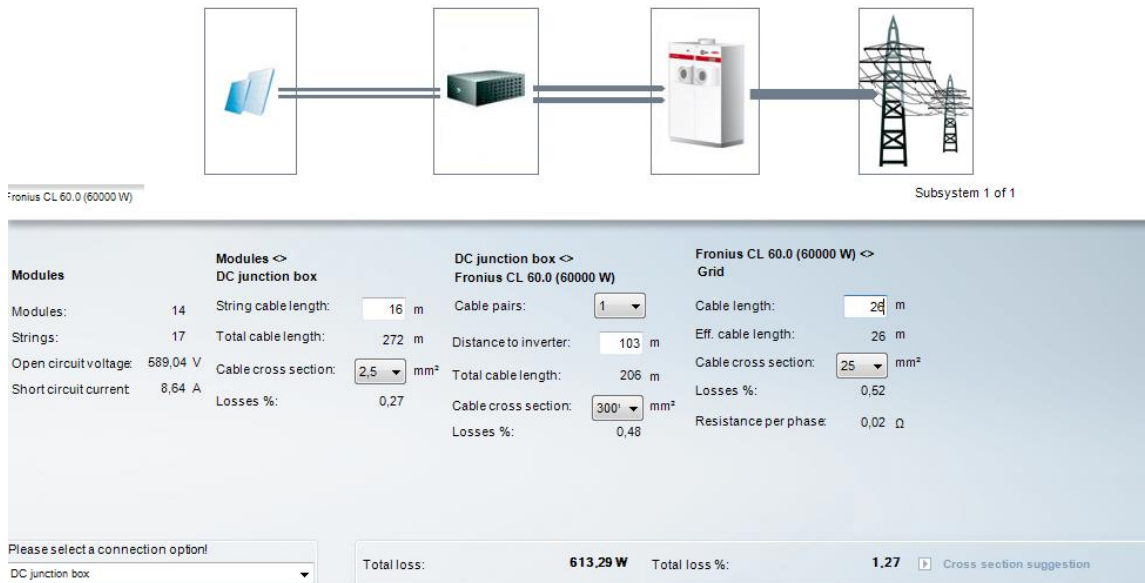 Fronius CL 60.0 (60000 W)
Subsystem 1 of 1
Modules
Modules: 14
Strings: 17
Open circuit voltage: 589,04 V
Short circuit current: 8,64 A
Modules <>
DC junction box
String cable length: 16 m
Total cable length: 272 m
Cable cross section: 2,5 mm²
Losses %: 0,27
DC junction box <>
Fronius CL 60.0 (60000 W)
Cable pairs: 1
Distance to inverter: 103 m
Total cable length: 206 m
Cable cross section: 300' mm²
Losses %: 0,48
Fronius CL 60.0 (60000 W) <>
Grid
Cable length: 26 m
Eff. cable length: 26 m
Cable cross section: 25 mm²
Losses %: 0,52
Resistance per phase: 0,02 Ω
Please select a connection option!
DC junction box
Total loss: 613,29 W Total loss %: 1,27 Cross section suggestion